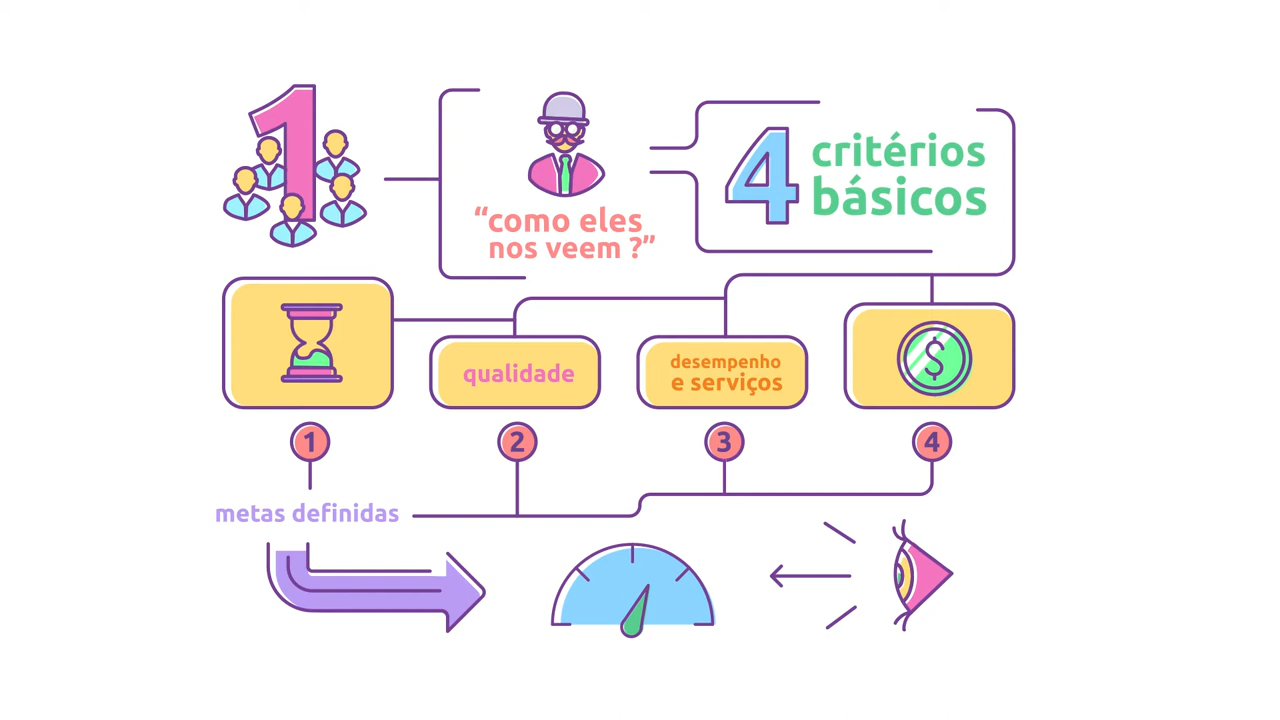 1
“como eles
nos veem ?”
4
critérios
básicos
qualidade
desempenho
e serviços
$
1
2
3
4
metas definidas